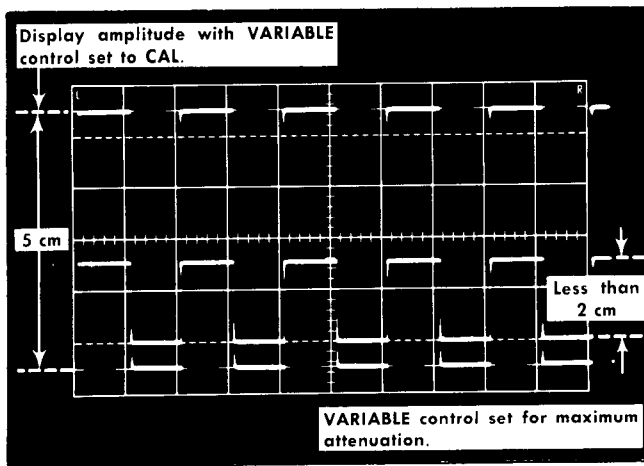 Display amplitude with VARIABLE
control set to CAL.
L
R
5 cm
Less than
2 cm
VARIABLE control set for maximum
attenuation.